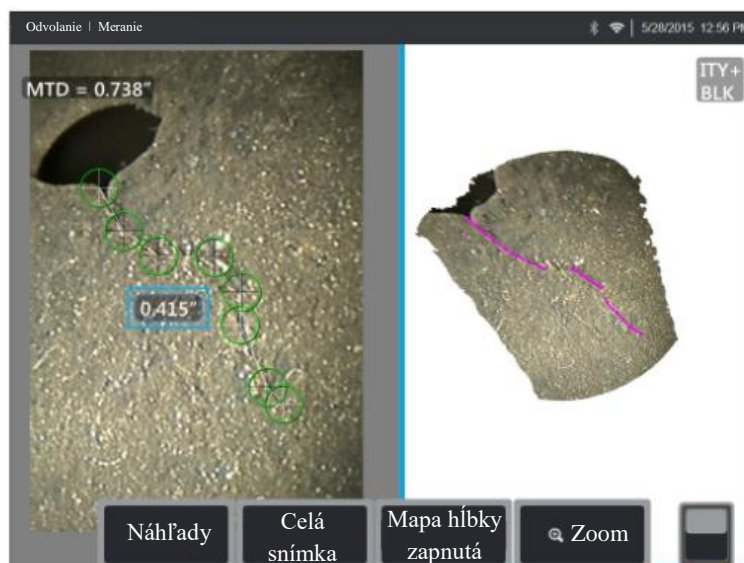 Odvolanie | Meranie
5/28/2015 12:56 PM
MTD = 0.738"
ITY+
BLK
0.415"
Náhľady
Celá
snímka
Mapa hĺbky
zapnutá
Zoom